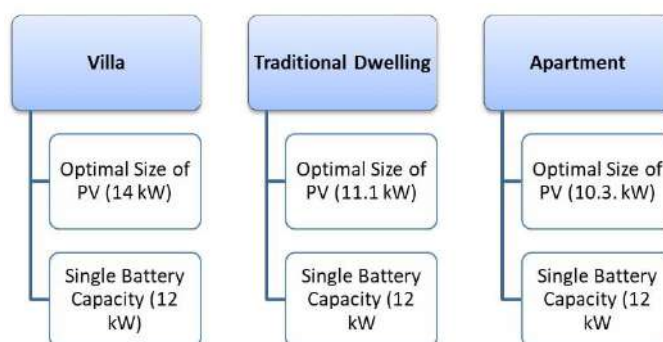 Villa
Optimal Size of
PV (14 kW)
Single Battery
Capacity (12
kW)
Traditional Dwelling
Optimal Size of
PV (11.1 kW)
Single Battery
Capacity (12
kW
Apartment
Optimal Size of
PV (10.3. kW)
Single Battery
Capacity (12
kW